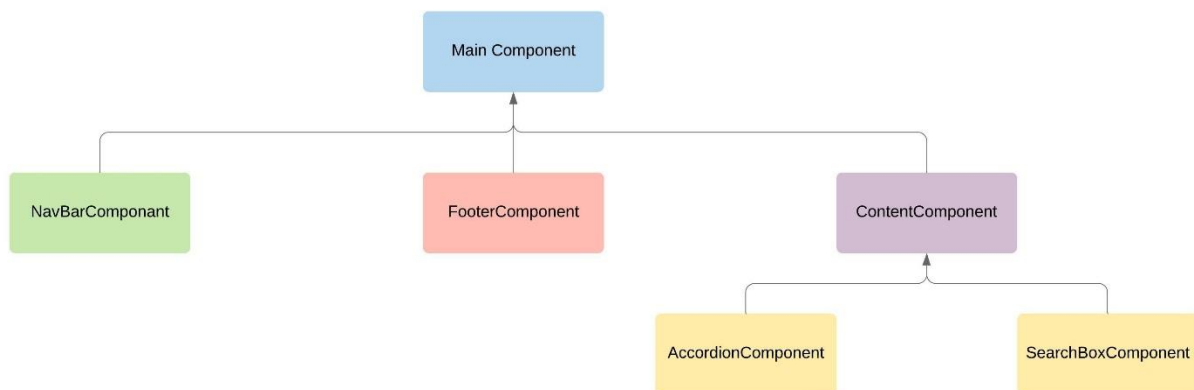 Main Component
NavBarComponant
FooterComponent
ContentComponent
AccordionComponent
SearchBoxComponent